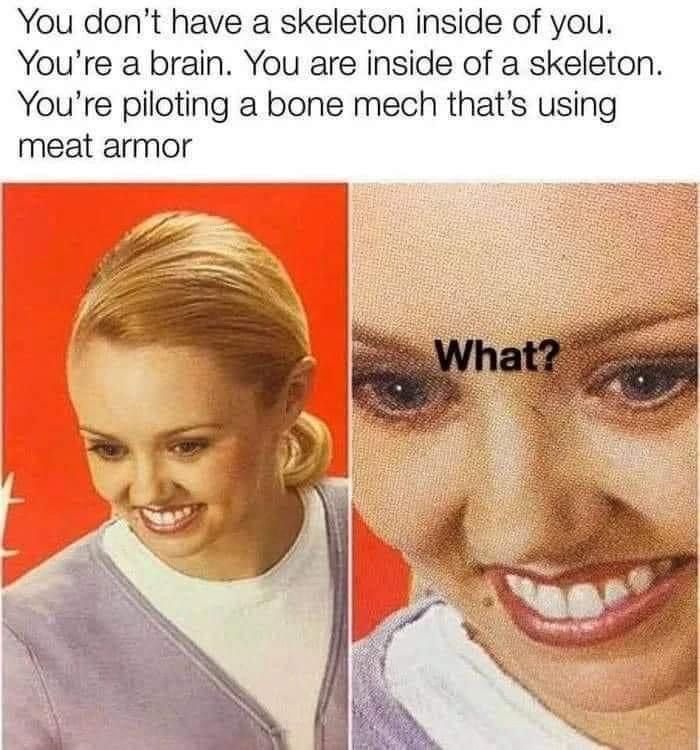 You don’t have a skeleton inside of you.
You’re a brain. You are inside of a skeleton.
You’re piloting a bone mech that’s using
meat armor
What?